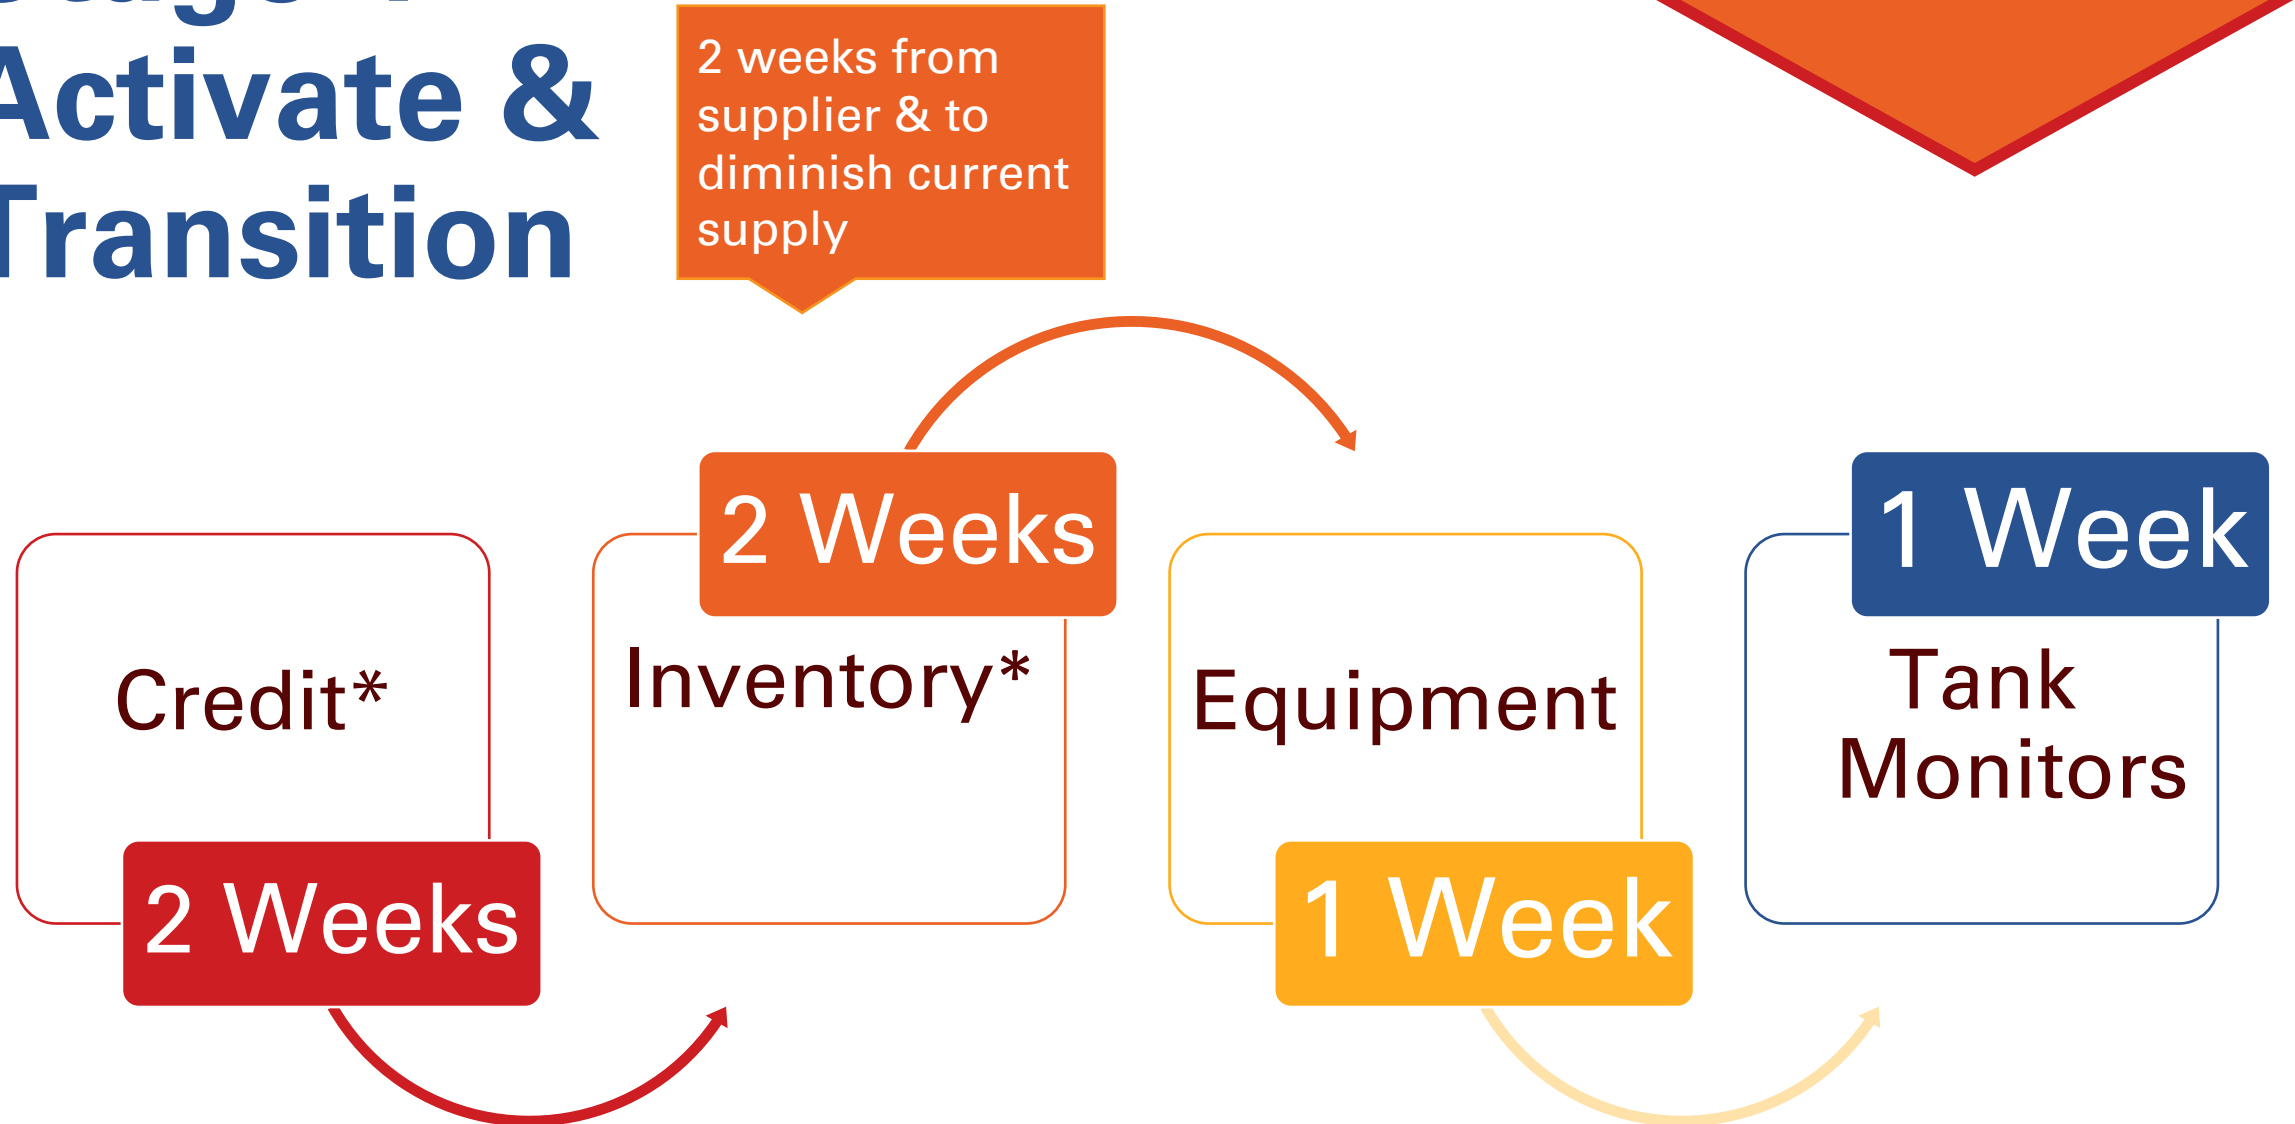 Activate &
Transition
2 weeks from
supplier & to
diminish current
supply
Credit*
2 Weeks
2 Weeks
Inventory*
Equipment
1 Week
1 Week
Tank
Monitors